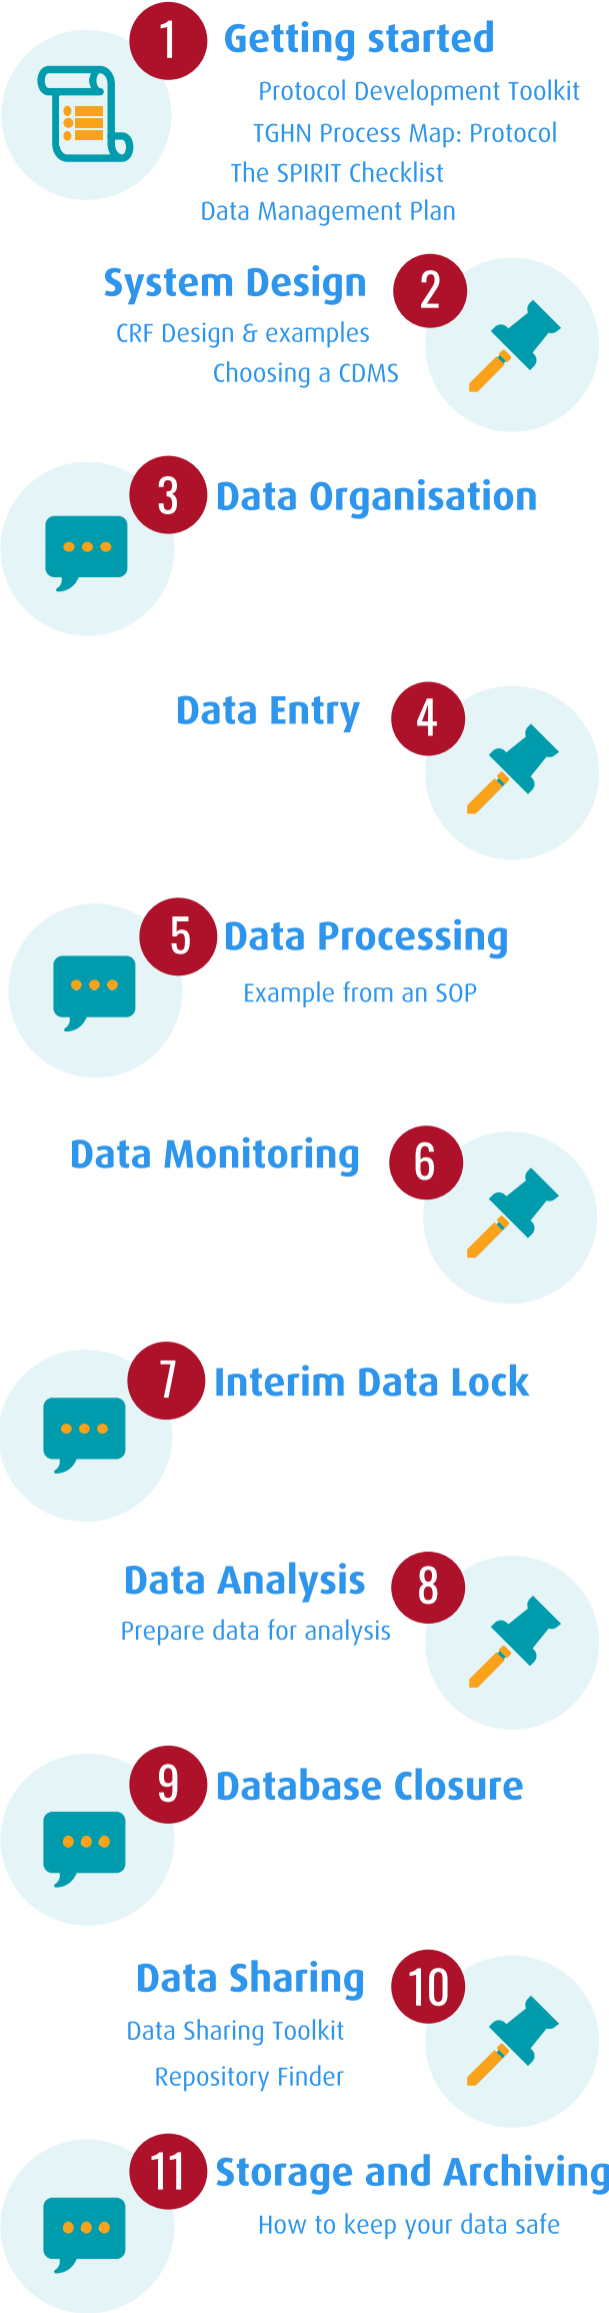 1 Getting started
Protocol Development Toolkit
TGHN Process Map: Protocol
The SPIRIT Checklist
Data Management Plan
System Design 2
CRF Design & examples
Choosing a CDMS
3 Data Organisation
Data Entry 4
5 Data Processing
Example from an SOP
Data Monitoring 6
7 Interim Data Lock
Data Analysis 8
Prepare data for analysis
9 Database Closure
Data Sharing 10
Data Sharing Toolkit
Repository Finder
11 Storage and Archiving
How to keep your data safe